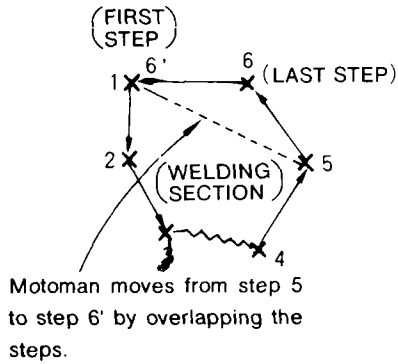 (FIRST
STEP)
6'
1
6
(LAST STEP)
2
5
(WELDING
SECTION)
4
Motoman moves from step 5
to step 6' by overlapping the
steps.